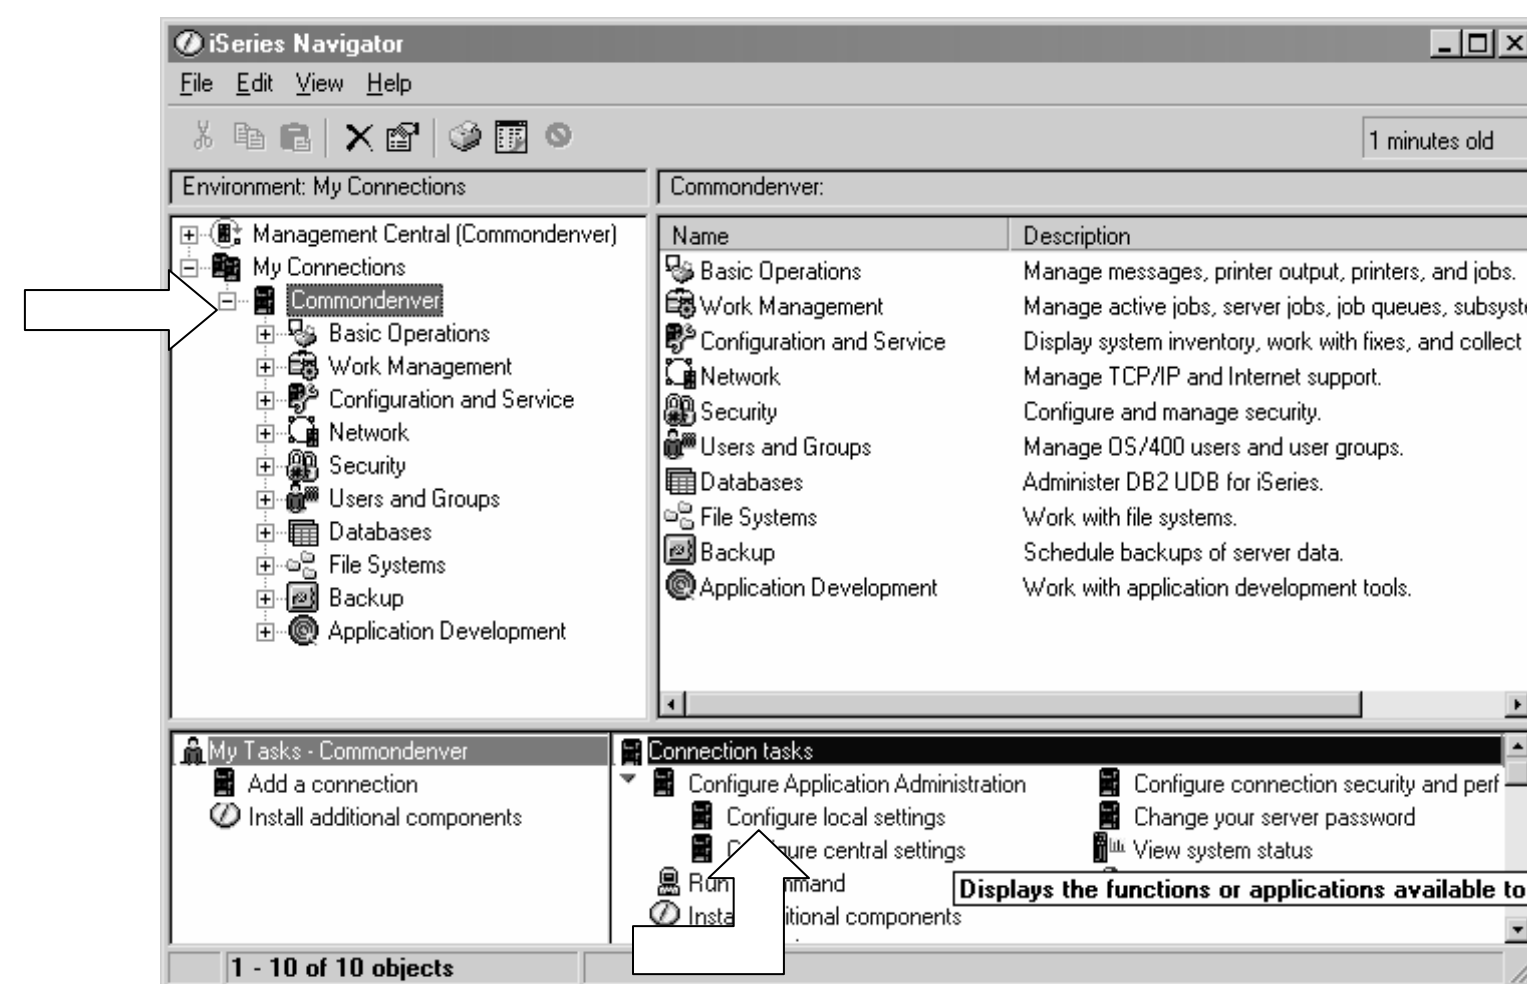 iSeries Navigator
File Edit View Help
1 minutes old
Environment: My Connections
Commondenver:
Management Central (Commondenver)
My Connections
Commondenver
Basic Operations
Work Management
Configuration and Service
Network
Security
Users and Groups
Databases
File Systems
Backup
Application Development
Name Description
Basic Operations Manage messages, printer output, printers, and jobs.
Work Management Manage active jobs, server jobs, job queues, subsyst
Configuration and Service Display system inventory, work with fixes, and collect
Network Manage TCP/IP and Internet support.
Security Configure and manage security.
Users and Groups Manage OS/400 users and user groups.
Databases Administer DB2 UDB for iSeries.
File Systems Work with file systems.
Backup Schedule backups of server data.
Application Development Work with application development tools.
My Tasks - Commondenver
Add a connection
Install additional components
Connection tasks
Configure Application Administration
Configure local settings
central settings
Run
components
Configure connection security and perf
Change your server password
View system status
Displays the functions or applications available to
1 - 10 of 10 objects